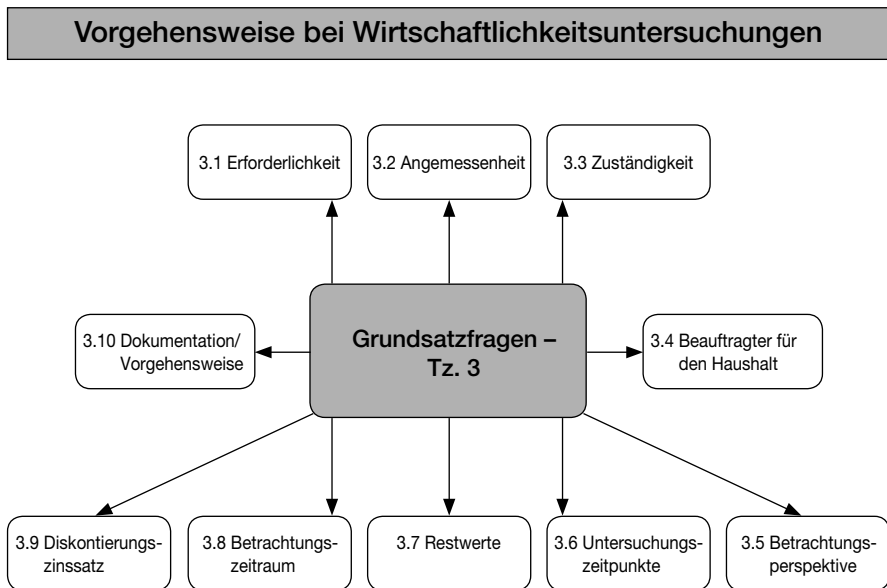 Vorgehensweise bei Wirtschaftlichkeitsuntersuchungen
3.1 Erforderlichkeit
3.2 Angemessenheit
3.3 Zuständigkeit
3.10 Dokumentation/
Vorgehensweise
Grundsatzfragen –
Tz. 3
3.4 Beauftragter für
den Haushalt
3.9 Diskontierungs-
zinssatz
3.8 Betrachtungs-
zeitraum
3.7 Restwerte
3.6 Untersuchungs-
zeitpunkte
3.5 Betrachtungs-
perspektive